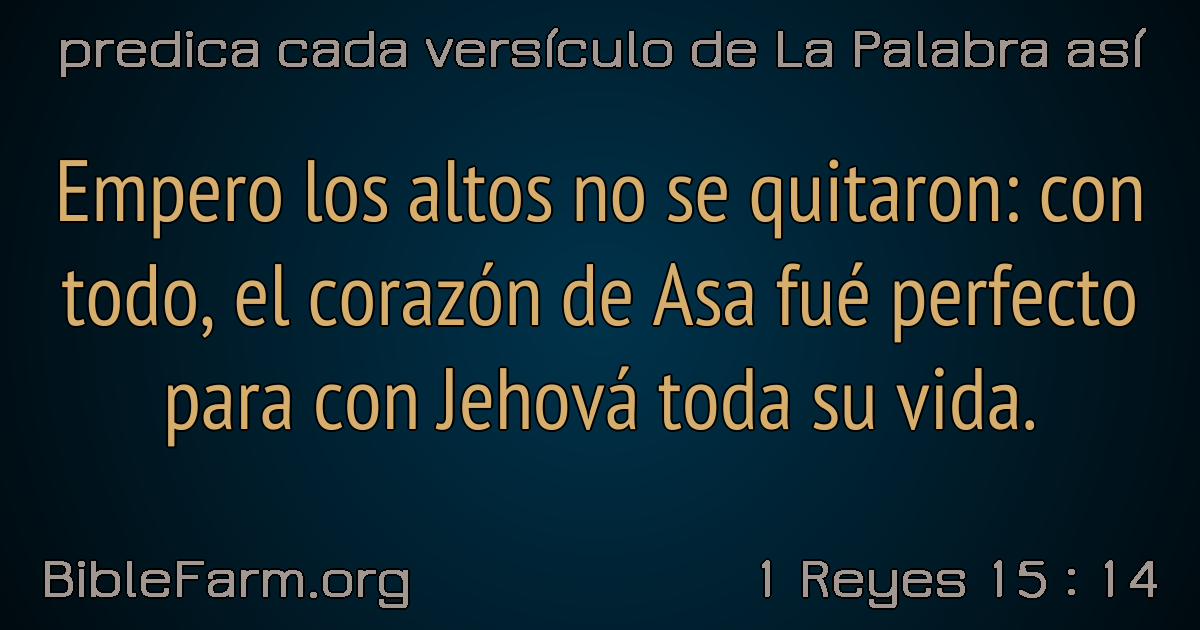 predica cada versículo de La Palabra así
Empero los altos no se quitaron: con
todo, el corazón de Asa fué perfecto
para con Jehová toda su vida.
BibleFarm.org
1 Reyes 15 : 14